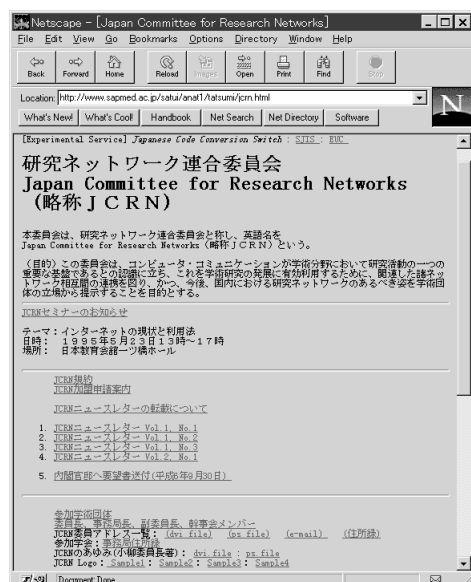 Netscape - [Japan Committee for Research Networks]
File Edit View Go Bookmarks Options Directory Window Help
Back Forward Home Reload Images Open Print Find Stop
Location: http://www.sapmed.ac.jp/satui/anat1/tatsumi/jcrn.html
What's New! What's Cool! Handbook Net Search Net Directory Software
N
[Experimental Service] Japanese Code Conversion Switch : SJIS : EUC
研究ネットワーク連合委員会
Japan Committee for Research Networks
(略称ＪＣＲＮ)
本委員会は、研究ネットワーク連合委員会と称し、英語名を
Japan Committee for Research Networks (略称ＪＣＲＮ) という。
(目的) この委員会は、コンピュータ・コミュニケーションが学術分野において研究活動の一つの
重要な基盤であるとの認識に立ち、これを学術研究の発展に有効利用するために、関連した諸ネッ
トワーク相互間の連携を図り、かつ、今後、国内における研究ネットワークのあるべき姿を学術団
体の立場から提示することを目的とする。
JCRNセミナーのお知らせ
テーマ：インターネットの現状と利用法
日時： １９９５年５月２３日１３時〜１７時
場所： 日本教育会館一ツ橋ホール
JCRN規約
JCRN加盟申請案内
JCRNニュースレターの転載について
1. JCRNニュースレター Vol.1, No.1
2. JCRNニュースレター Vol.1, No.2
3. JCRNニュースレター Vol.1, No.3
4. JCRNニュースレター Vol.2, No.1
5. 内閣官邸へ要望書送付(平成6年9月30日)
参加学術団体
委員長、事務局長、副委員長、幹事会メンバー
JCRN委員アドレス一覧： (dvi file) (ps file) (e-mail) (住所録)
参加学会：事務局住所録
JCRNのあゆみ(小柳委員長著)： dvi file : ps file
JCRN Logo: Sample1 : Sample2 : Sample3 : Sample4
Document Done